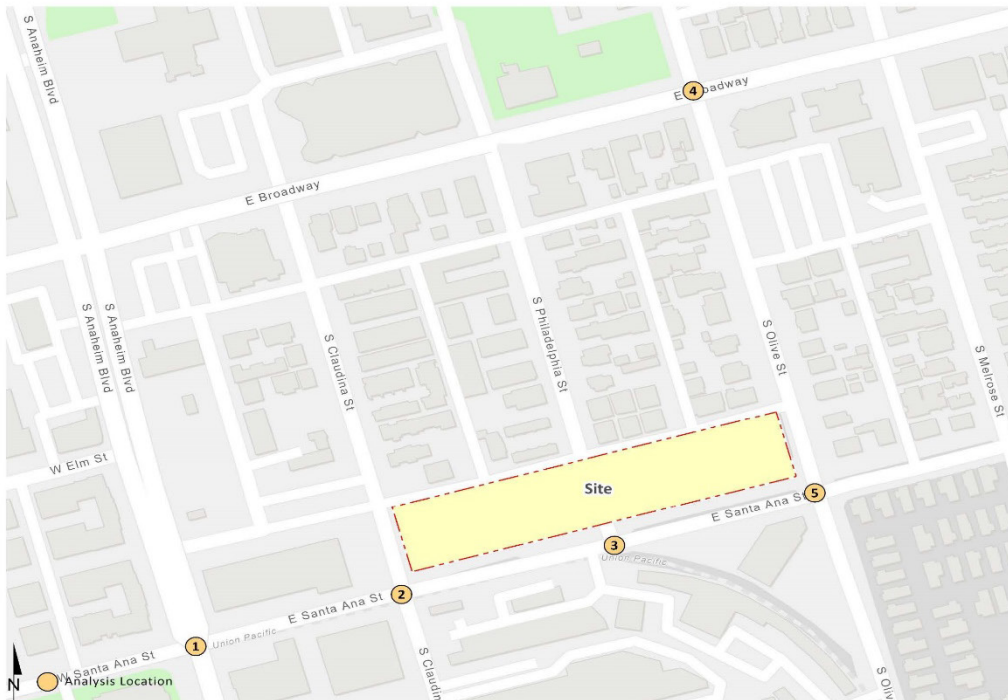 S Anaheim Blvd
4
E Broadway
E Broadway
S Anaheim Blvd
S Anaheim Blvd
S Claudina St
S Philadelphia St
S Olive St
S Melrose St
W Elm St
Site
5
E Santa Ana St
3
Union Pacific
2
E Santa Ana St
1
Union Pacific
W Santa Ana St
S Claudin
S Oliv
N
Analysis Location